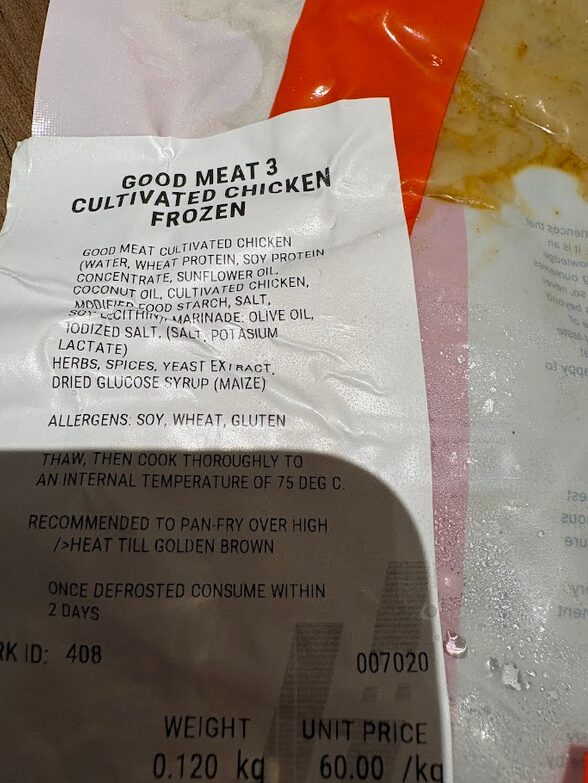 GOOD MEAT 3
CULTIVATED CHICKEN
FROZEN
GOOD MEAT CULTIVATED CHICKEN
(WATER, WHEAT PROTEIN, SOY PROTEIN
CONCENTRATE, SUNFLOWER OIL,
COCONUT OIL, CULTIVATED CHICKEN,
MODIFIED FOOD STARCH, SALT,
SOY LECITHIN), MARINADE: OLIVE OIL,
IODIZED SALT, (SALT, POTASIUM
LACTATE)
HERBS, SPICES, YEAST EXTRACT,
DRIED GLUCOSE SYRUP (MAIZE)
ALLERGENS: SOY, WHEAT, GLUTEN
THAW, THEN COOK THOROUGHLY TO
AN INTERNAL TEMPERATURE OF 75 DEG C.
RECOMMENDED TO PAN-FRY OVER HIGH
/>HEAT TILL GOLDEN BROWN
ONCE DEFROSTED CONSUME WITHIN
2 DAYS
RK ID: 408
007020
WEIGHT UNIT PRICE
0.120 kg 60.00 /kg